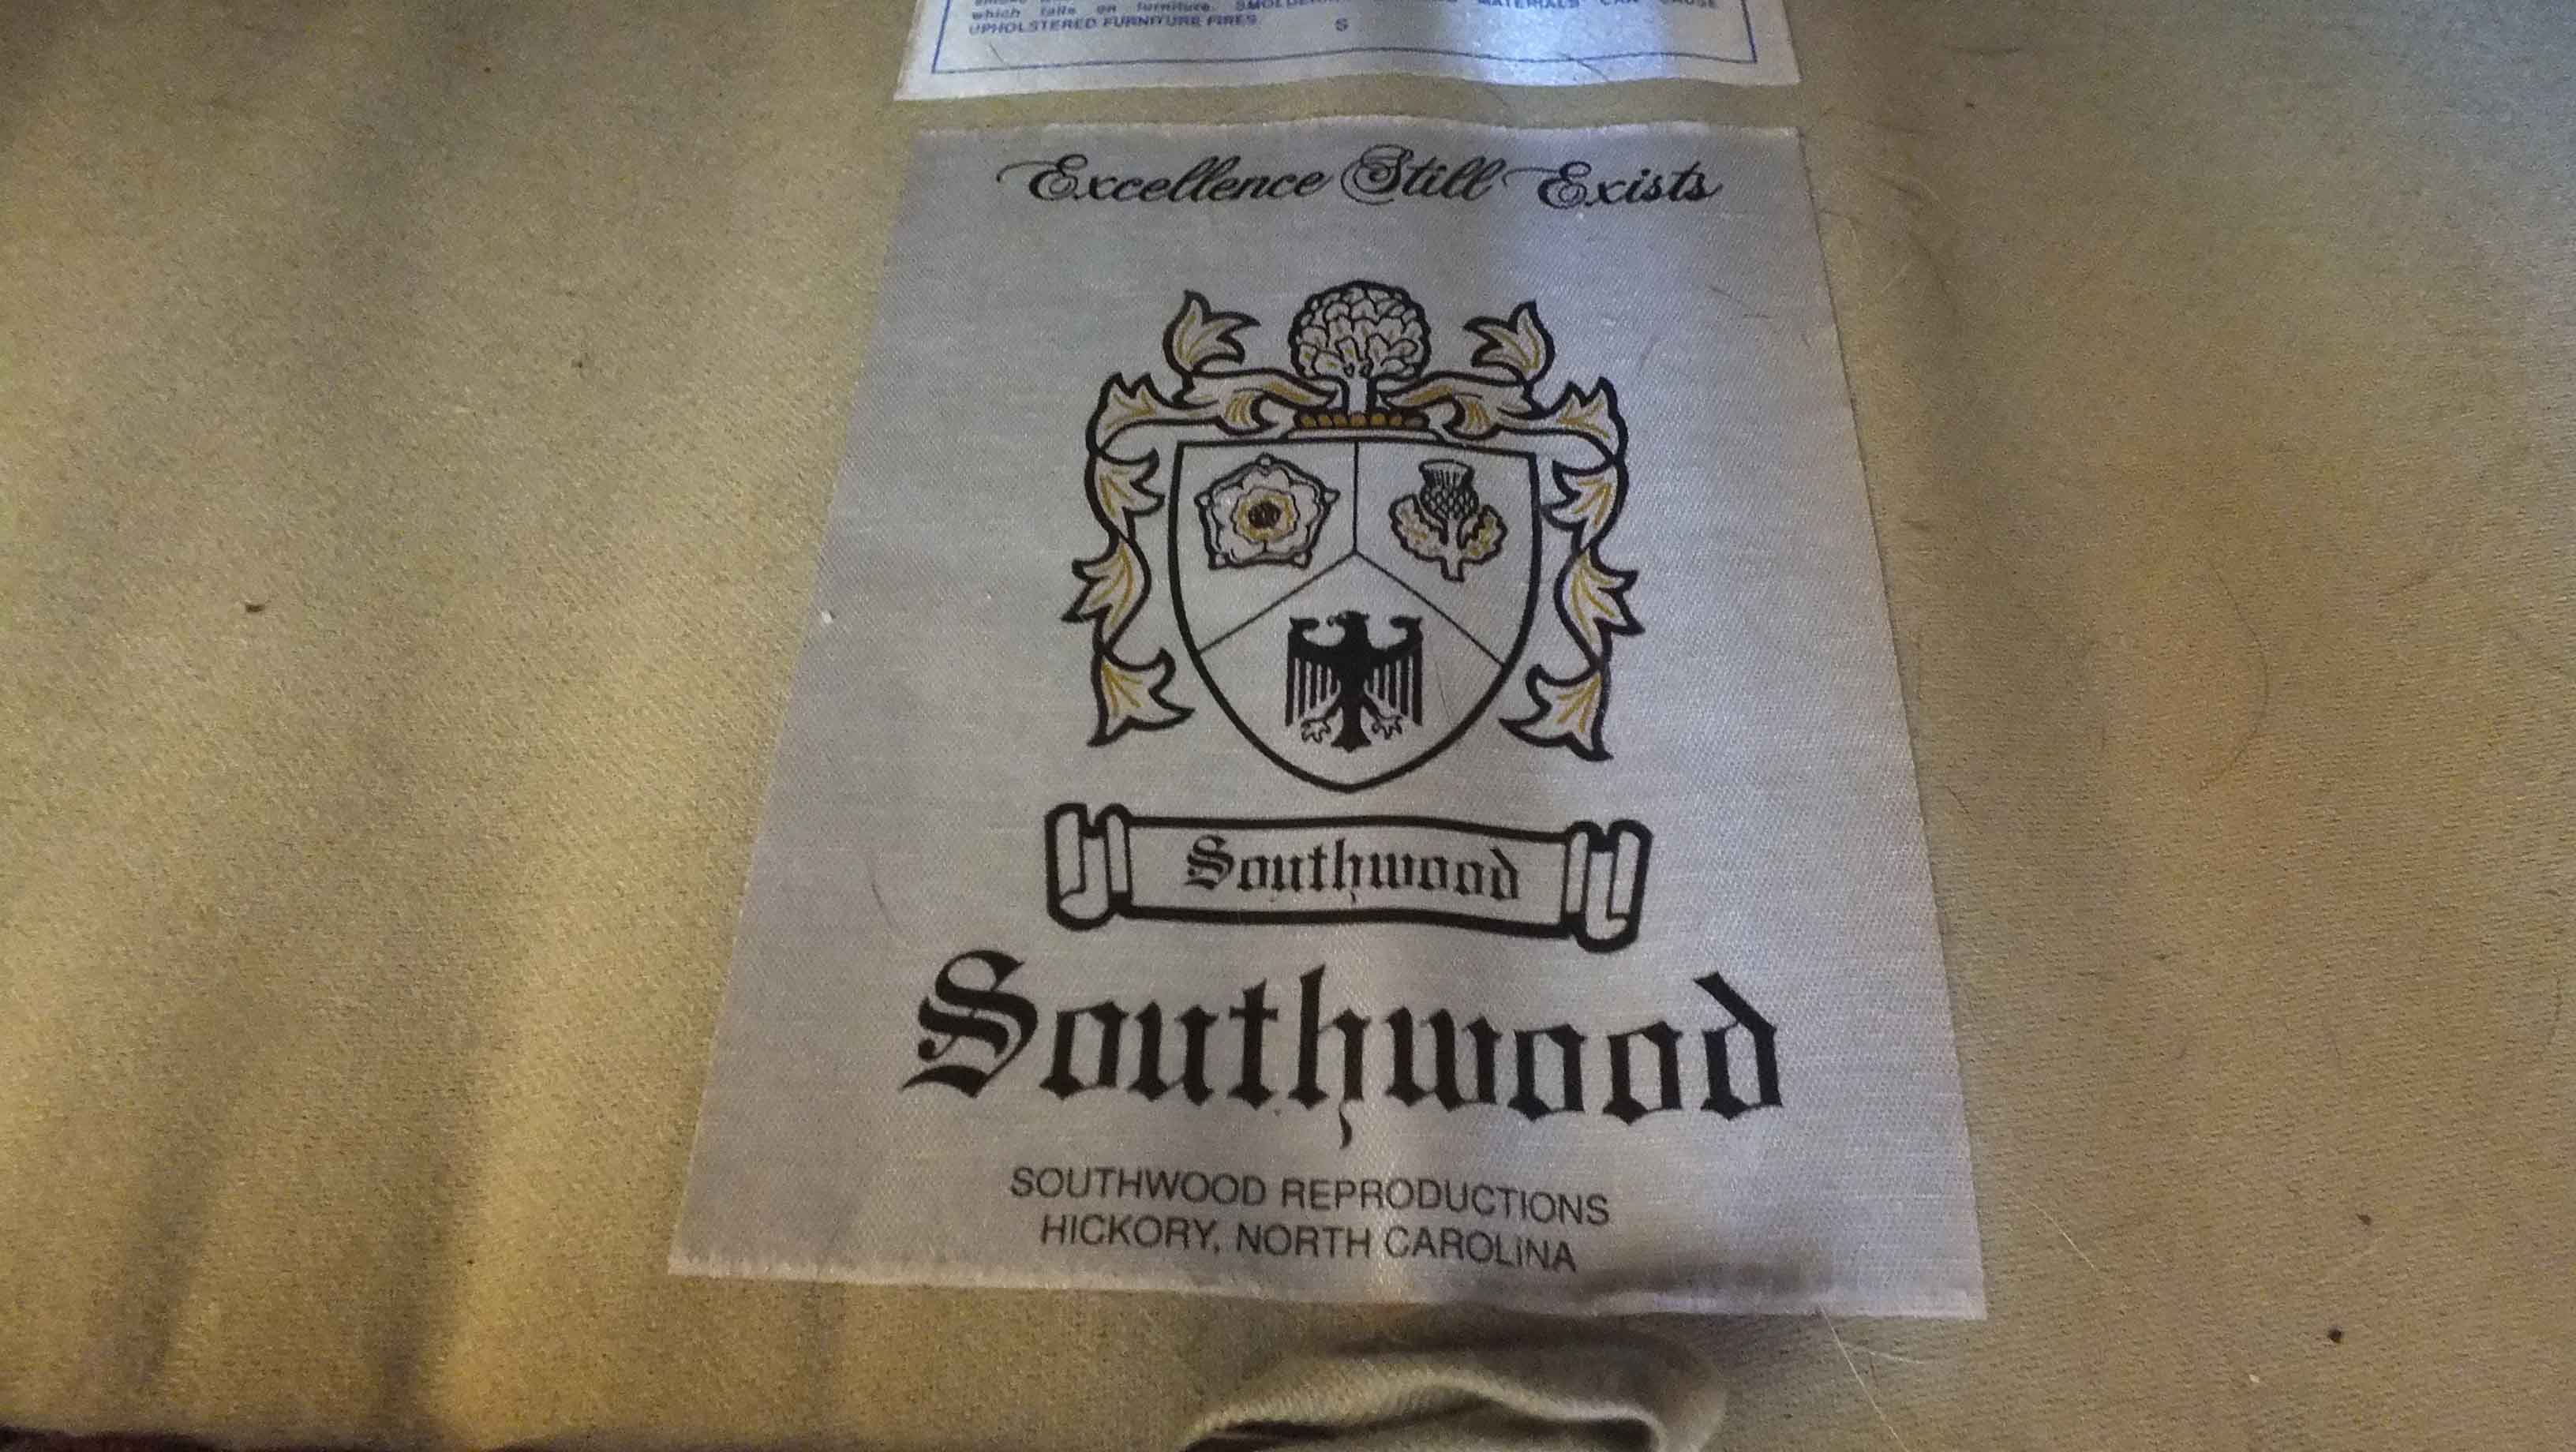 which falls on furniture. MATERIALS CAN CAUSE
UPHOLSTERED FURNITURE FIRES. S
Excellence Still Exists
Southwood
Southwood
SOUTHWOOD REPRODUCTIONS
HICKORY, NORTH CAROLINA